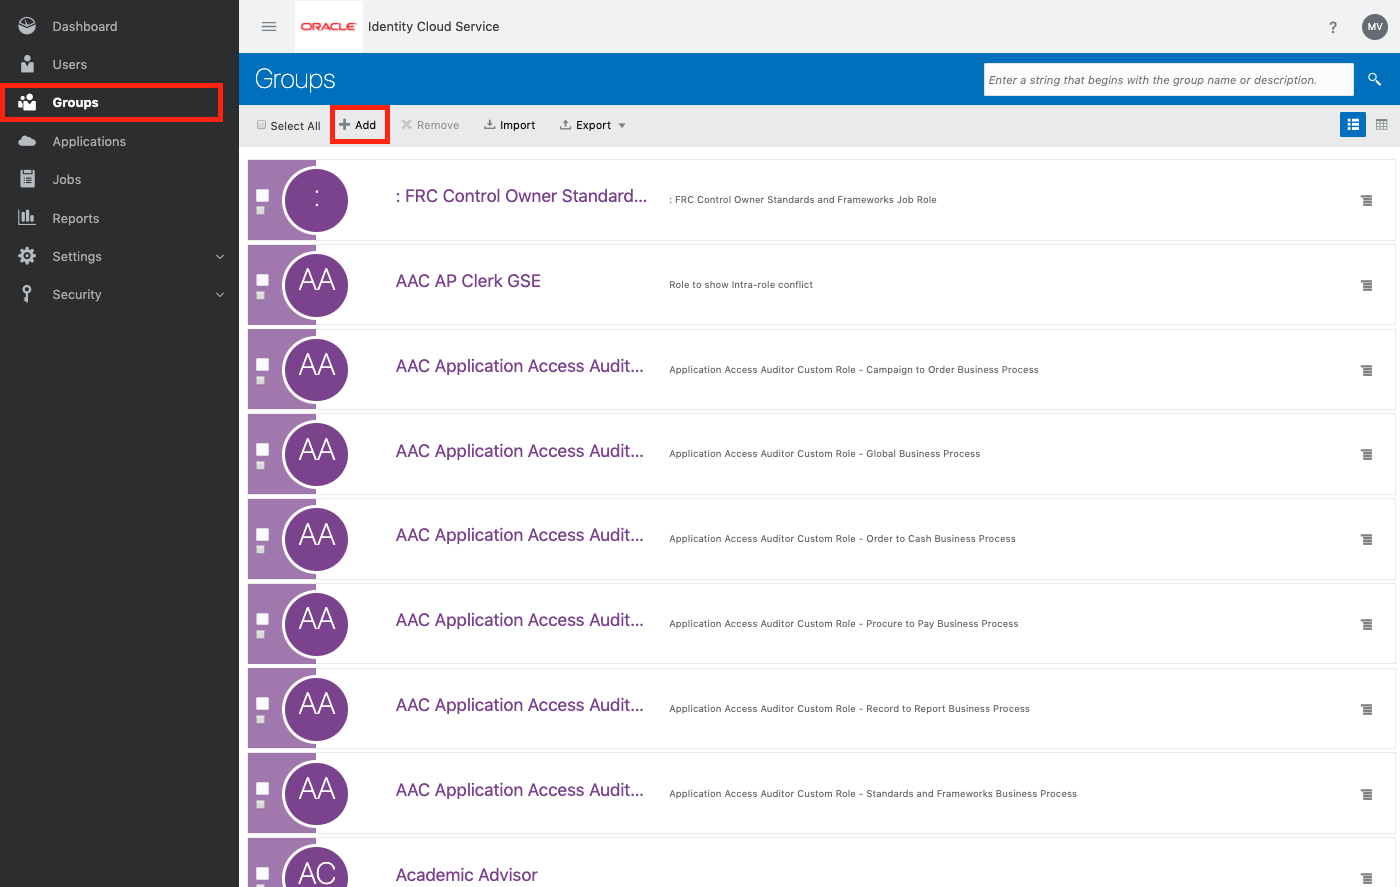 Dashboard
Users
Groups
Applications
Jobs
Reports
Settings
Security
ORACLE Identity Cloud Service
? MV
Groups
Enter a string that begins with the group name or description.
Select All Add Remove Import Export
: : FRC Control Owner Standard... : FRC Control Owner Standards and Frameworks Job Role
AA AAC AP Clerk GSE Role to show Intra-role conflict
AA AAC Application Access Audit... Application Access Auditor Custom Role - Campaign to Order Business Process
AA AAC Application Access Audit... Application Access Auditor Custom Role - Global Business Process
AA AAC Application Access Audit... Application Access Auditor Custom Role - Order to Cash Business Process
AA AAC Application Access Audit... Application Access Auditor Custom Role - Procure to Pay Business Process
AA AAC Application Access Audit... Application Access Auditor Custom Role - Record to Report Business Process
AA AAC Application Access Audit... Application Access Auditor Custom Role - Standards and Frameworks Business Process
AC Academic Advisor